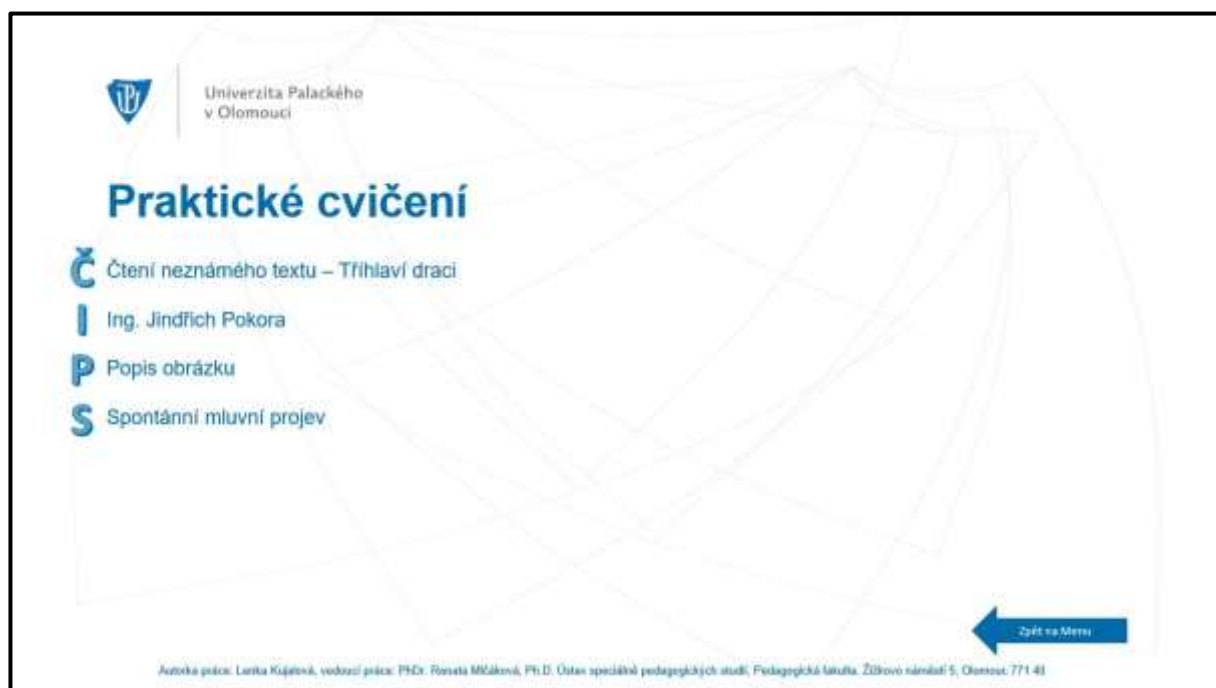 Univerzita Palackého
v Olomouci
Praktické cvičení
Č Čtení neznámého textu – Tříhlaví draci
I Ing. Jindřich Pokora
P Popis obrázku
S Spontánní mluvní projev
Zpět na Menu
Autorka práce: Lenka Kujalová, vedoucí práce: PhDr. Renata Mlčáková, Ph.D. Ústav speciálně pedagogických studií, Pedagogická fakulta. Žižkovo náměstí 5, Olomouc 771 40